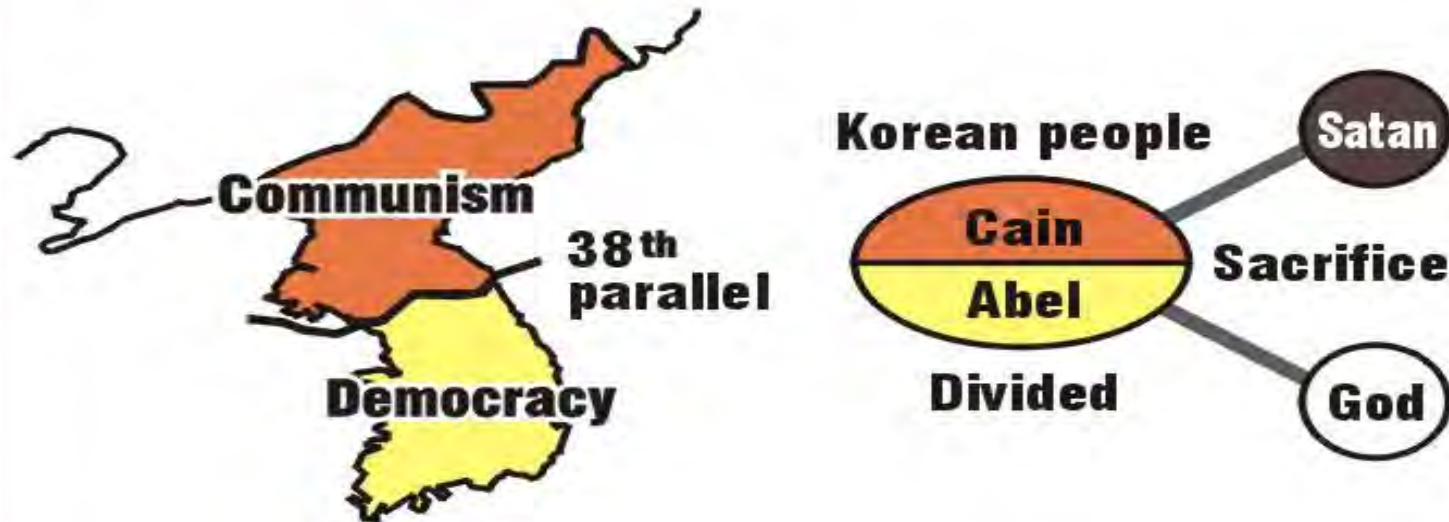 Communism
38th
parallel
Democracy
Korean people
Satan
Cain
Abel
Sacrifice
Divided
God